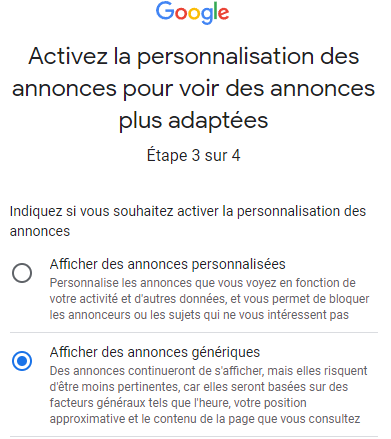 Google
Activez la personnalisation des
annonces pour voir des annonces
plus adaptées
Étape 3 sur 4
Indiquez si vous souhaitez activer la personnalisation des
annonces
Afficher des annonces personnalisées
Personnalise les annonces que vous voyez en fonction de
votre activité et d'autres données, et vous permet de bloquer
les annonceurs ou les sujets qui ne vous intéressent pas
Afficher des annonces génériques
Des annonces continueront de s'afficher, mais elles risquent
d'être moins pertinentes, car elles seront basées sur des
facteurs généraux tels que l'heure, votre position
approximative et le contenu de la page que vous consultez